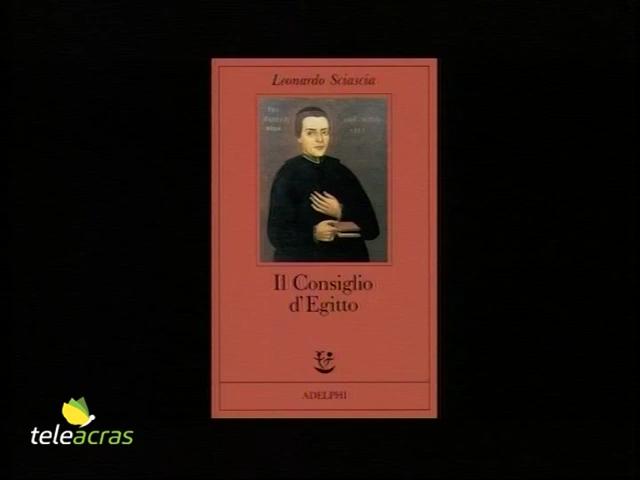 Leonardo Sciascia
Il Consiglio
d'Egitto
ADELPHI
teleacras